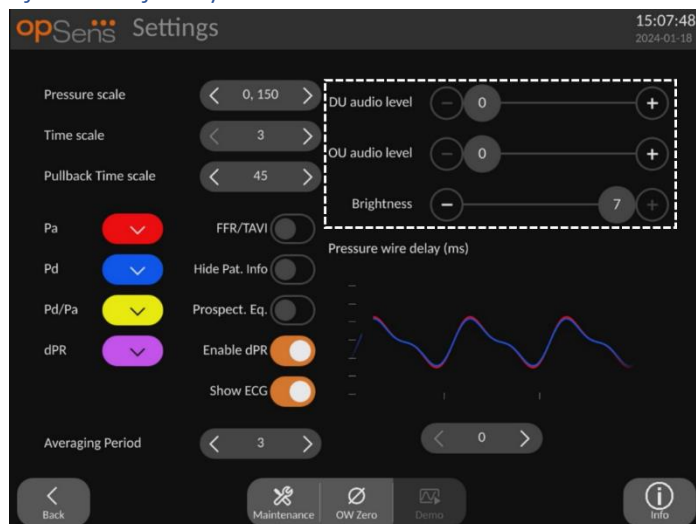 opSens Settings
15:07:48
2024-01-18
Pressure scale
0, 150
Time scale
3
Pullback Time scale
45
DU audio level
0
OU audio level
0
Brightness
7
Pa
FFR/TAVI
Pd
Hide Pat. Info
Pd/Pa
Prospect. Eq.
dPR
Enable dPR
Show ECG
Pressure wire delay (ms)
Averaging Period
3
0
Back
Maintenance
OW Zero
Demo
Info